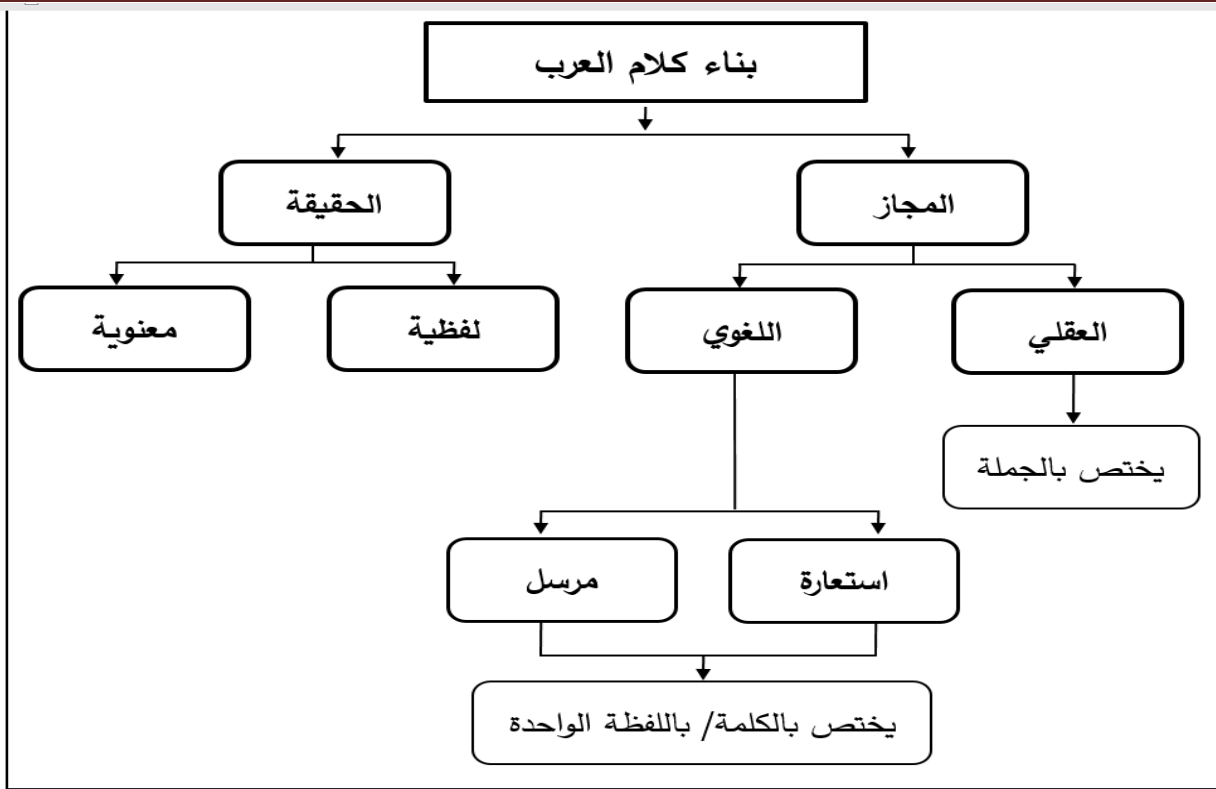 بناء كلام العرب
المجاز
الحقيقة
العقلي
اللغوي
لفظية
معنوية
يختص بالجملة
استعارة
مرسل
يختص بالكلمة/ باللفظة الواحدة